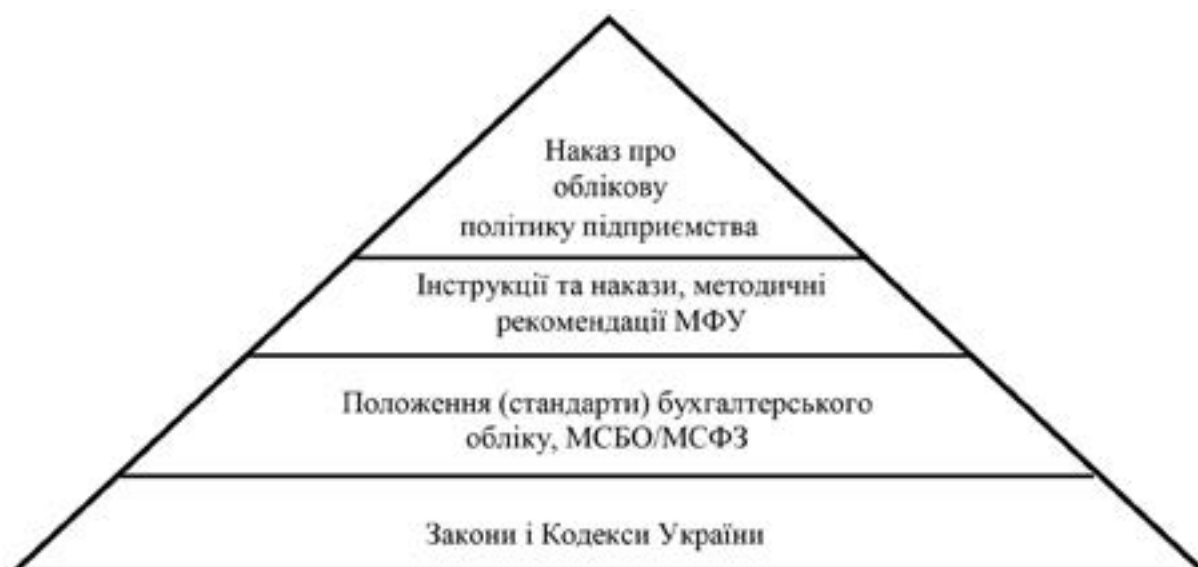 Наказ про
облікову
політику підприємства
Інструкції та накази, методичні
рекомендації МФУ
Положення (стандарти) бухгалтерського
обліку, МСБО/МСФЗ
Закони і Кодекси України